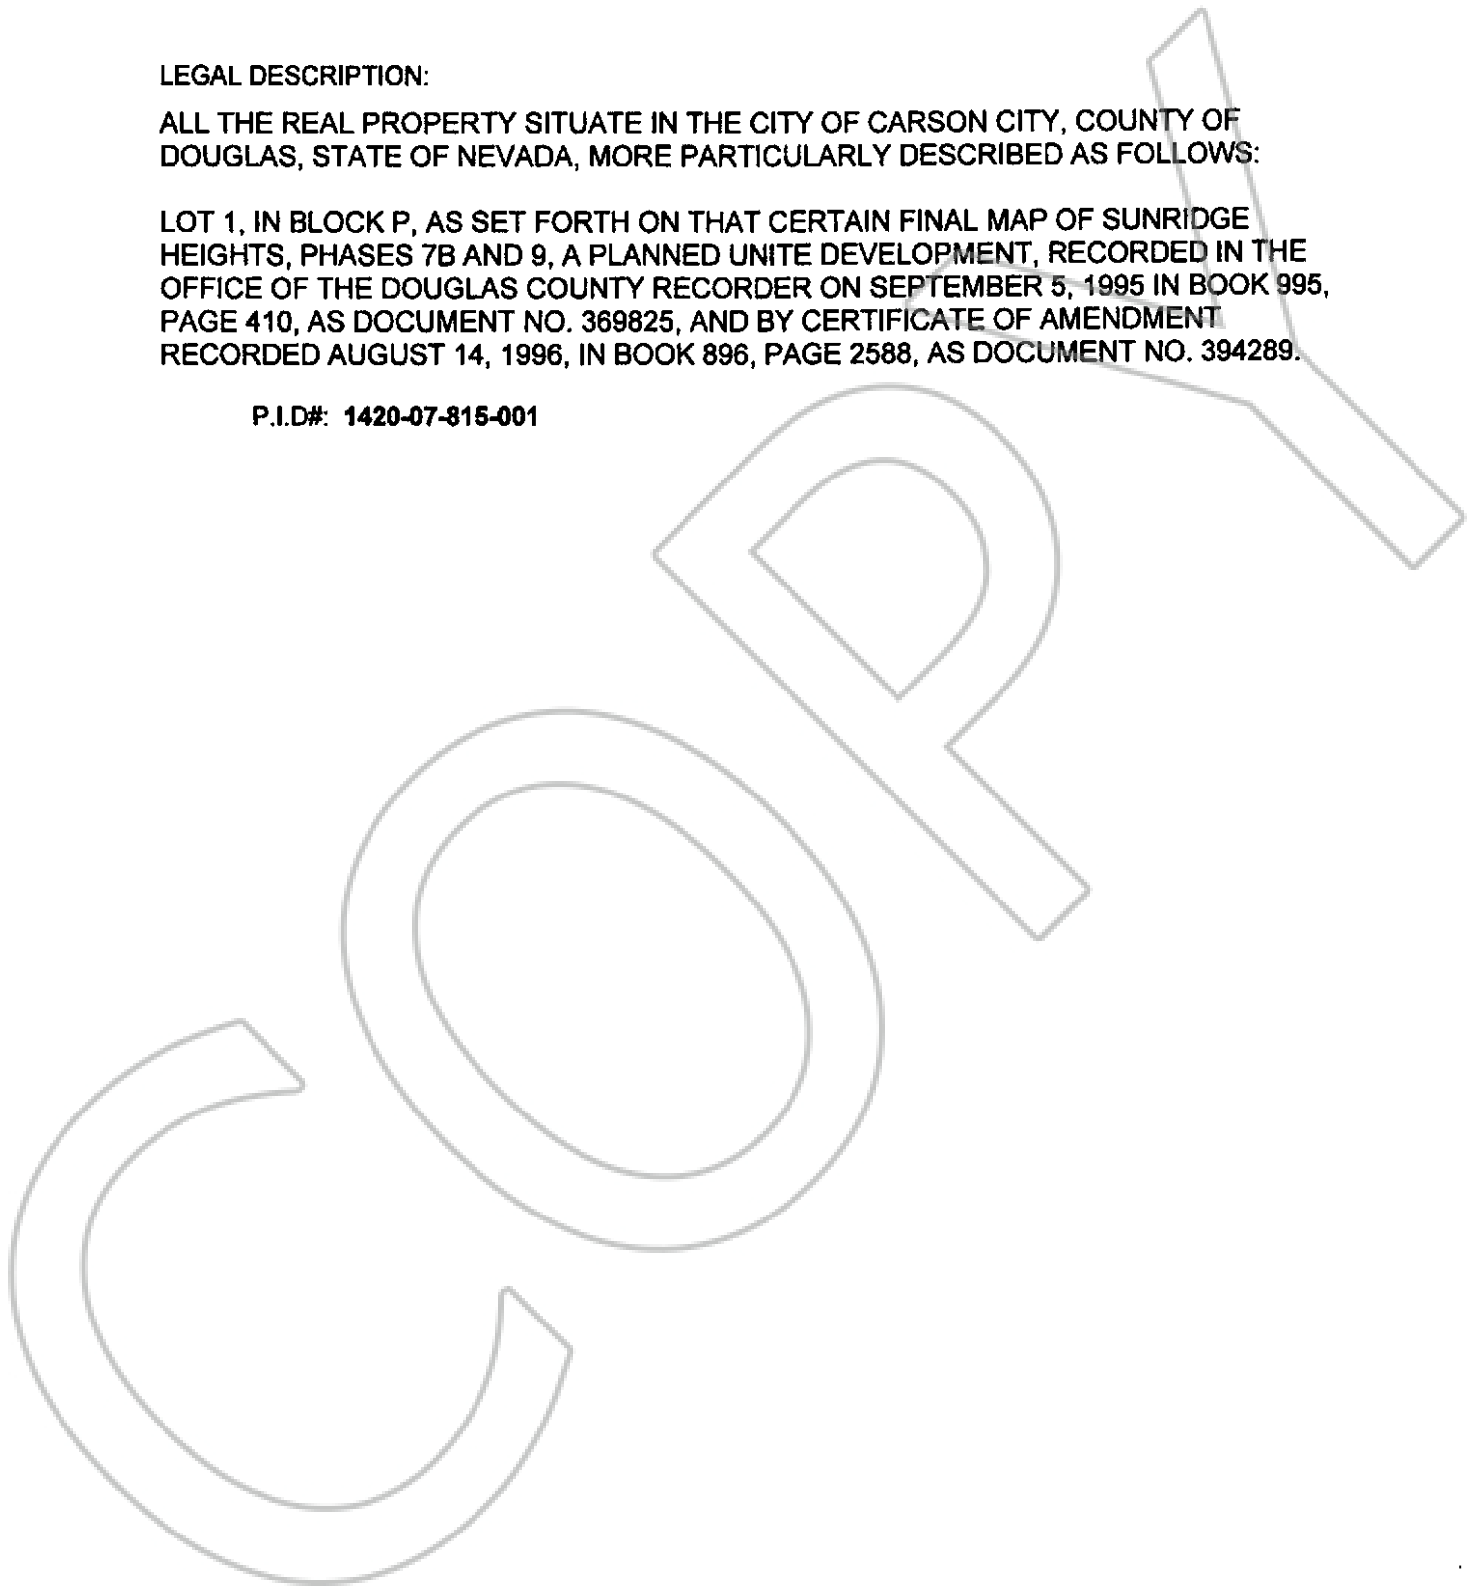 LEGAL DESCRIPTION:
ALL THE REAL PROPERTY SITUATE IN THE CITY OF CARSON CITY, COUNTY OF
DOUGLAS, STATE OF NEVADA, MORE PARTICULARLY DESCRIBED AS FOLLOWS:
LOT 1, IN BLOCK P, AS SET FORTH ON THAT CERTAIN FINAL MAP OF SUNRIDGE
HEIGHTS, PHASES 7B AND 9, A PLANNED UNITE DEVELOPMENT, RECORDED IN THE
OFFICE OF THE DOUGLAS COUNTY RECORDER ON SEPTEMBER 5, 1995 IN BOOK 995,
PAGE 410, AS DOCUMENT NO. 369825, AND BY CERTIFICATE OF AMENDMENT
RECORDED AUGUST 14, 1996, IN BOOK 896, PAGE 2588, AS DOCUMENT NO. 394289.
P.I.D#: 1420-07-815-001
COPY